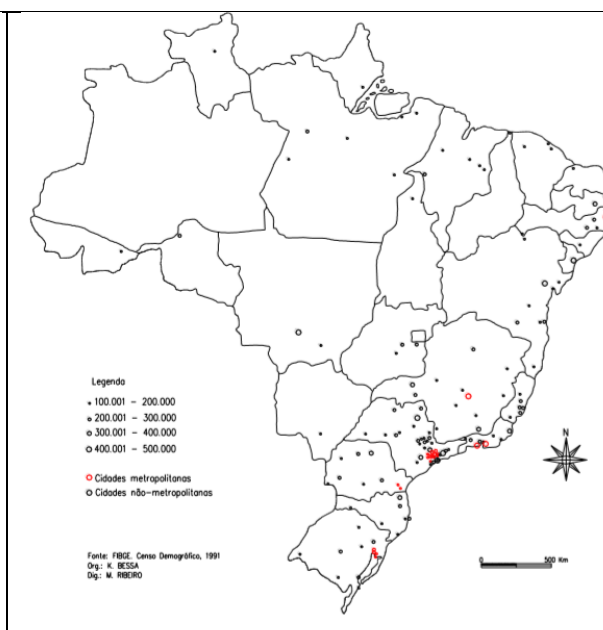 Legenda
100.001 - 200.000
200.001 - 300.000
300.001 - 400.000
400.001 - 500.000
Cidades metropolitanas
Cidades não-metropolitanas
N
Fonte: FIBGE. Censo Demográfico, 1991
Org.: K. BESSA
Dig.: M. RIBEIRO
0
500 Km